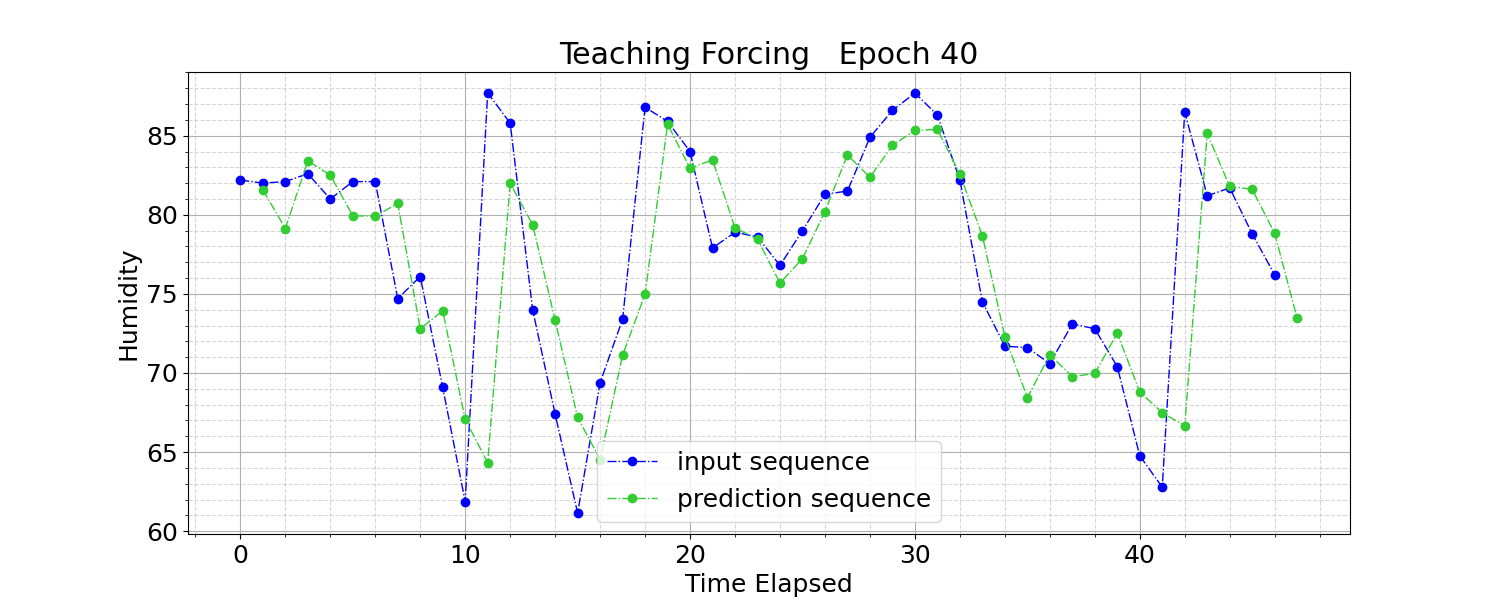 Teaching Forcing   Epoch 40
85
80
75
70
65
60
Humidity
input sequence
prediction sequence
0 10 20 30 40
Time Elapsed